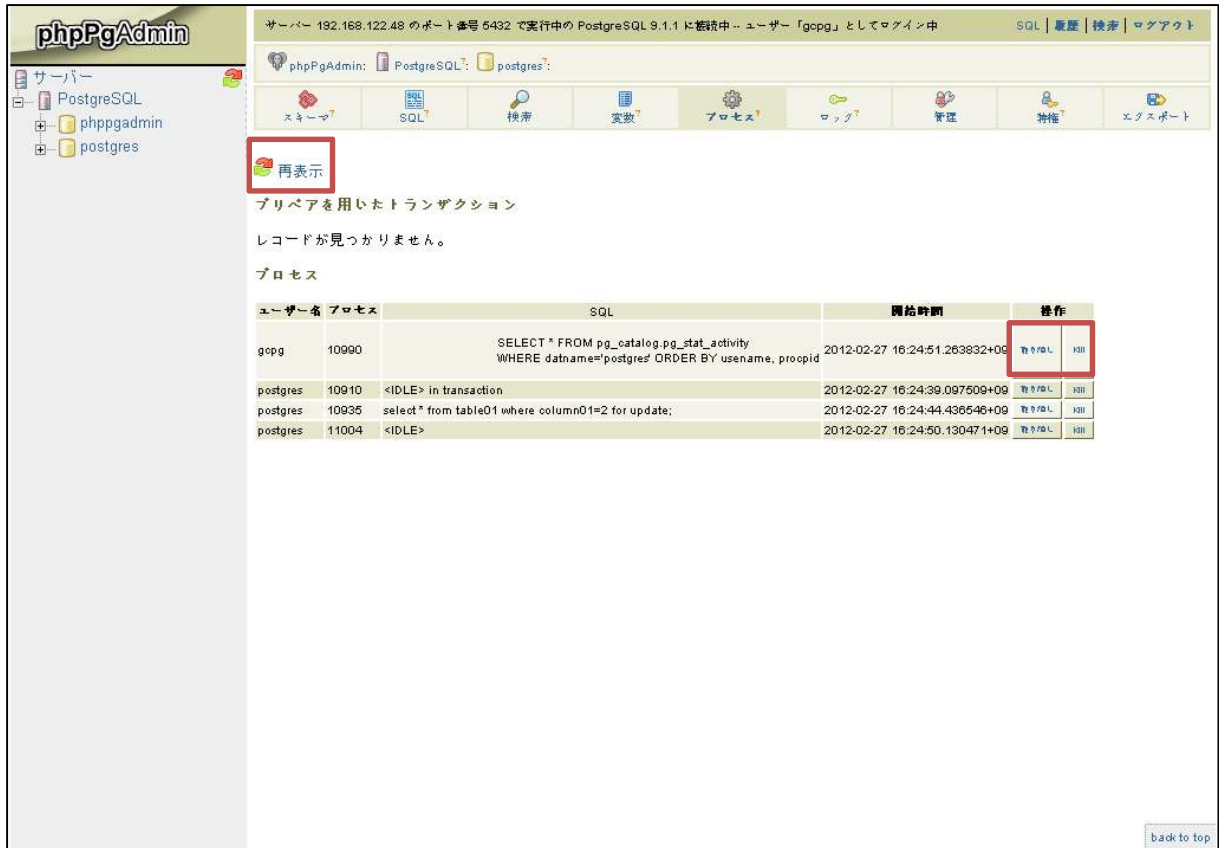 phpPgAdmin
サーバー
PostgreSQL
phppgadmin
postgres
サーバー 192.168.122.48 のポート番号 5432 で実行中の PostgreSQL 9.1.1 に接続中 -- ユーザー「gcpg」としてログイン中
SQL | 履歴 | 検索 | ログアウト
phpPgAdmin: PostgreSQL?: postgres?:
スキーマ? SQL? 検索 変数? プロセス? ロック? 管理 特権? エクスポート
再表示
プリペアを用いたトランザクション
レコードが見つかりません。
プロセス
ユーザー名 プロセス SQL 開始時間 操作
gcpg 10990 SELECT * FROM pg_catalog.pg_stat_activity
WHERE datname='postgres' ORDER BY usename, procpid 2012-02-27 16:24:51.263832+09 取り消し Kill
postgres 10910 <IDLE> in transaction 2012-02-27 16:24:39.097509+09 取り消し Kill
postgres 10935 select * from table01 where column01=2 for update; 2012-02-27 16:24:44.436546+09 取り消し Kill
postgres 11004 <IDLE> 2012-02-27 16:24:50.130471+09 取り消し Kill
back to top